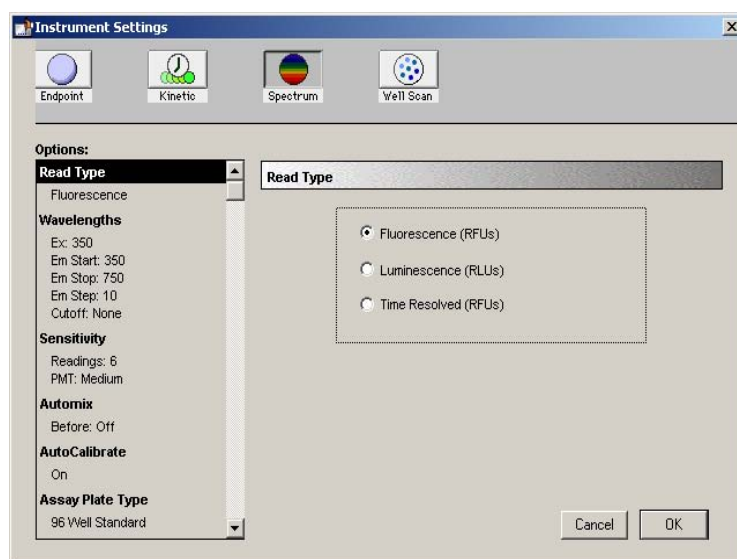 Instrument Settings
Endpoint
Kinetic
Spectrum
Well Scan
Options:
Read Type
Fluorescence
Wavelengths
Ex: 350
Em Start: 350
Em Stop: 750
Em Step: 10
Cutoff: None
Sensitivity
Readings: 6
PMT: Medium
Automix
Before: Off
AutoCalibrate
On
Assay Plate Type
96 Well Standard
Read Type
Fluorescence (RFUs)
Luminescence (RLUs)
Time Resolved (RFUs)
Cancel
OK